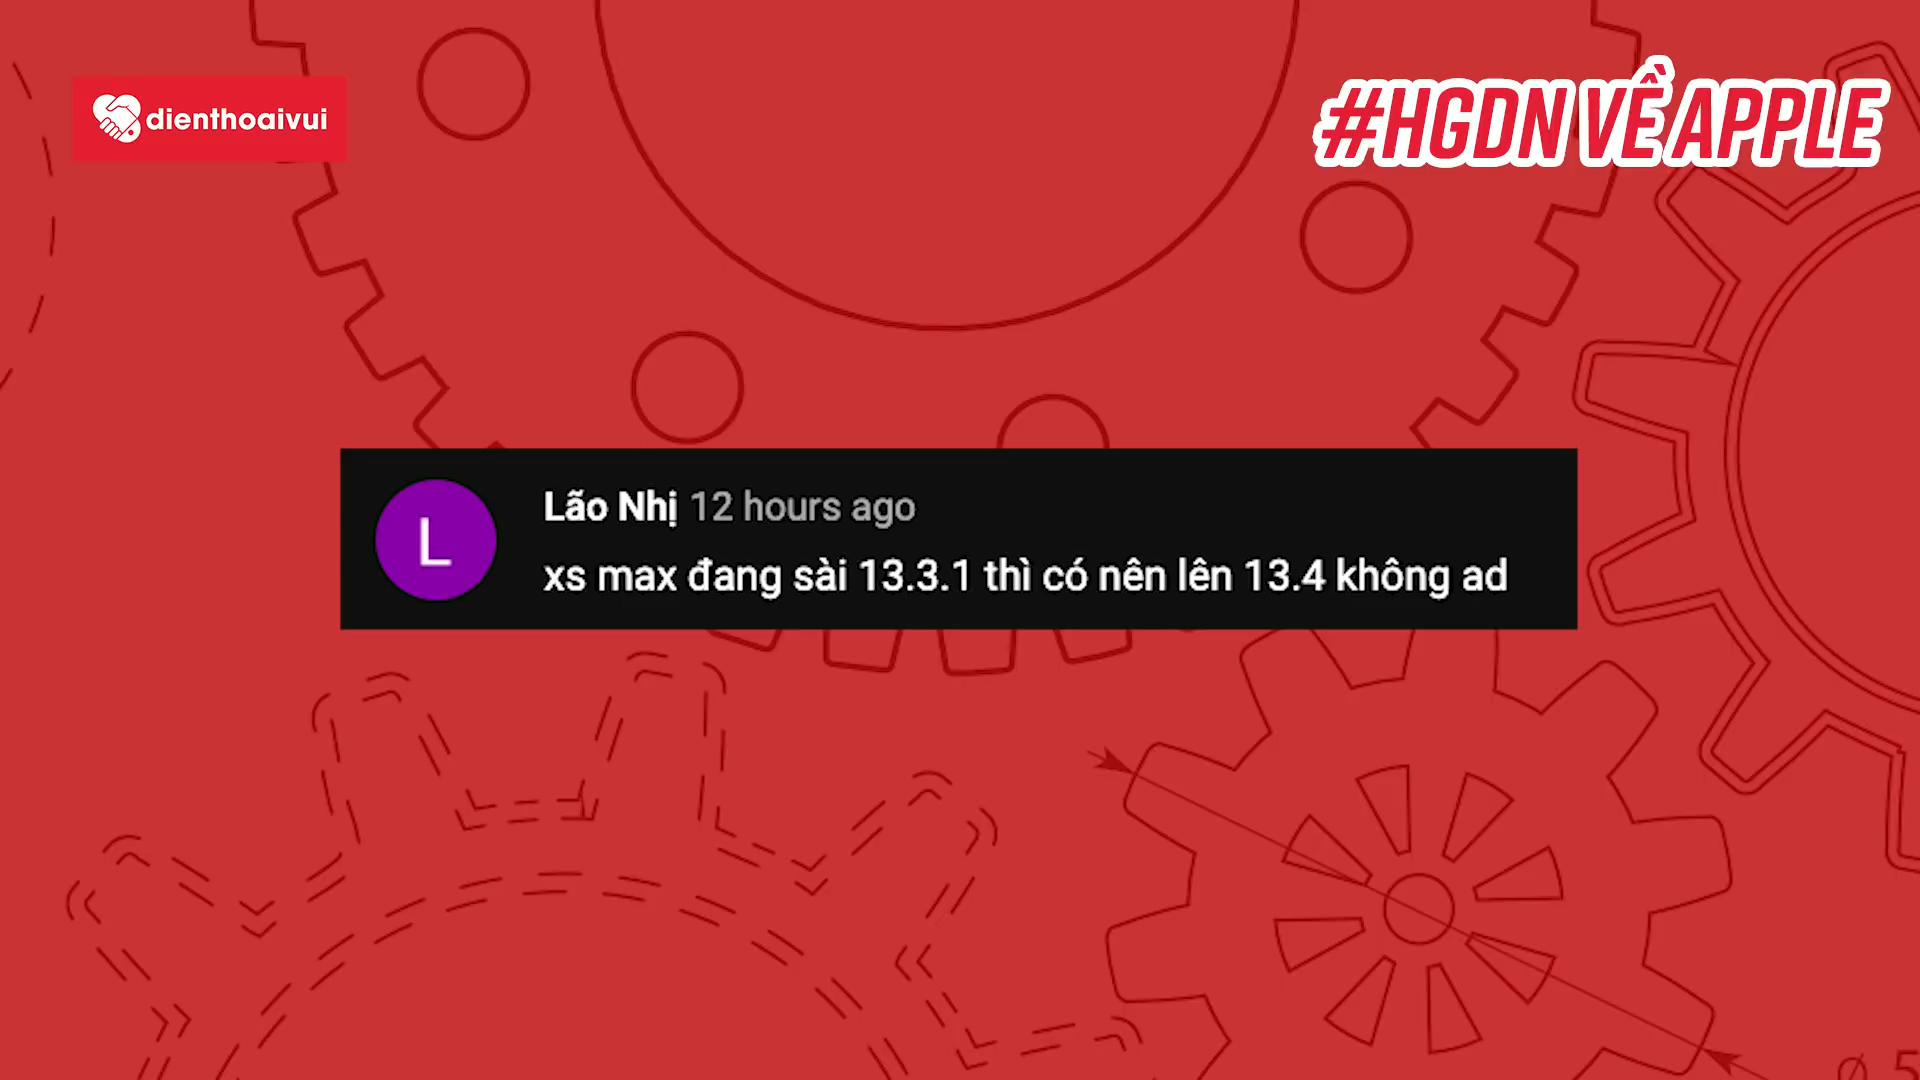 dienthoaivui
#HGDN VỀ APPLE
L
Lão Nhị 12 hours ago
xs max đang sài 13.3.1 thì có nên lên 13.4 không ad
Ø 5